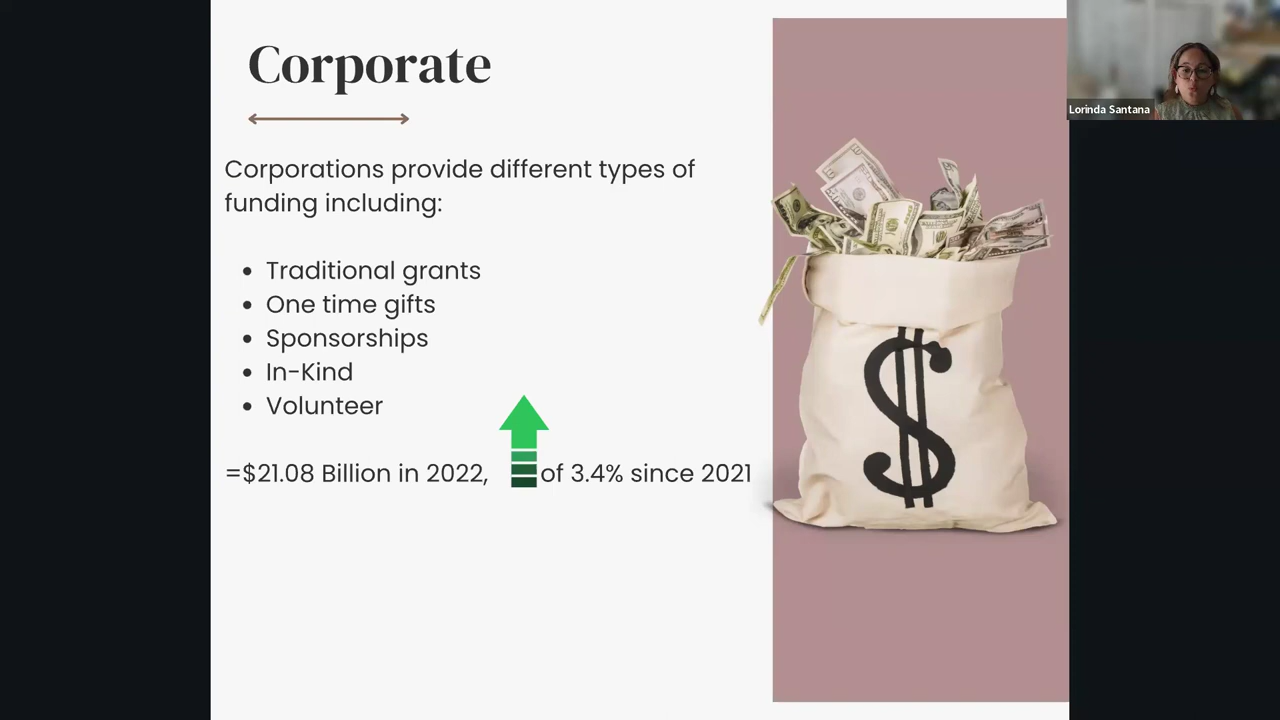 Corporate
Corporations provide different types of
funding including:
• Traditional grants
• One time gifts
• Sponsorships
• In-Kind
• Volunteer
=$21.08 Billion in 2022, of 3.4% since 2021
$
Lorinda Santana